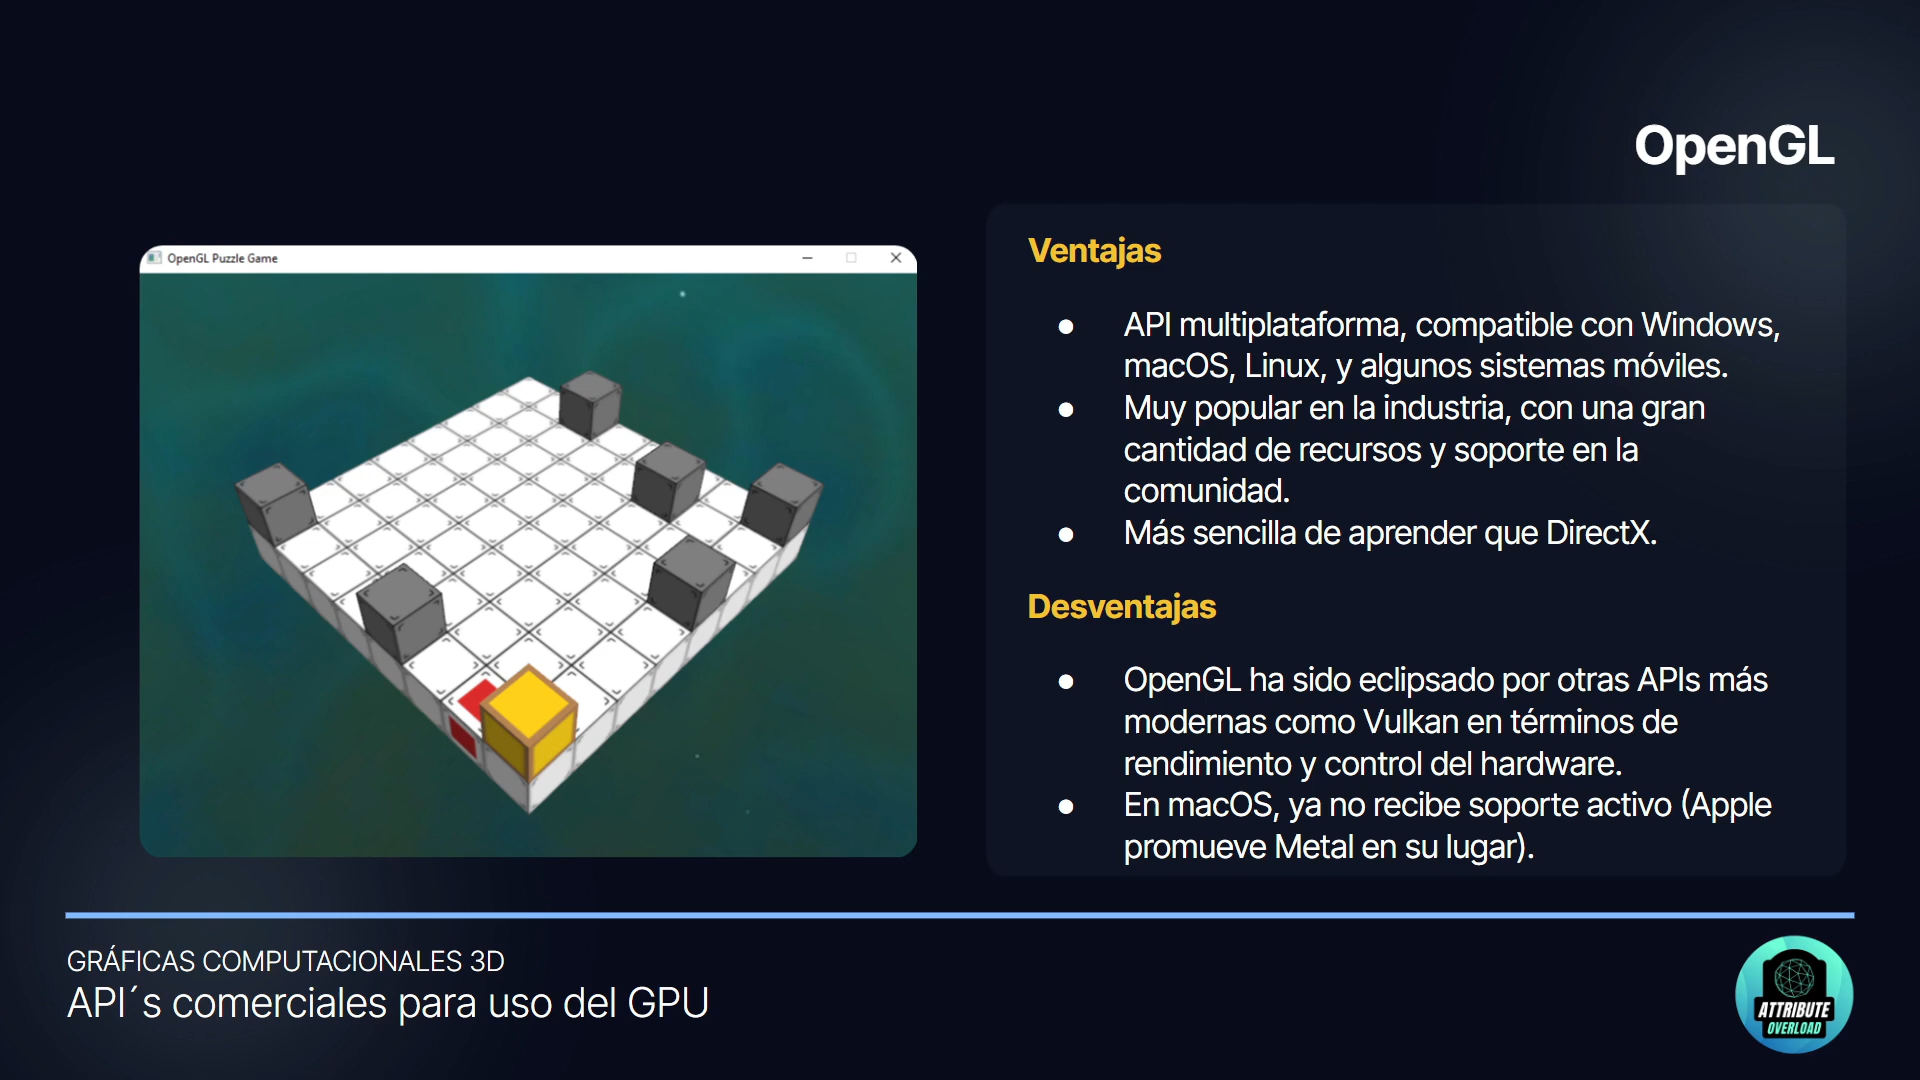 OpenGL
OpenGL Puzzle Game
Ventajas
● API multiplataforma, compatible con Windows,
macOS, Linux, y algunos sistemas móviles.
● Muy popular en la industria, con una gran
cantidad de recursos y soporte en la
comunidad.
● Más sencilla de aprender que DirectX.
Desventajas
● OpenGL ha sido eclipsado por otras APIs más
modernas como Vulkan en términos de
rendimiento y control del hardware.
● En macOS, ya no recibe soporte activo (Apple
promueve Metal en su lugar).
GRÁFICAS COMPUTACIONALES 3D
API´s comerciales para uso del GPU
ATTRIBUTE
OVERLOAD